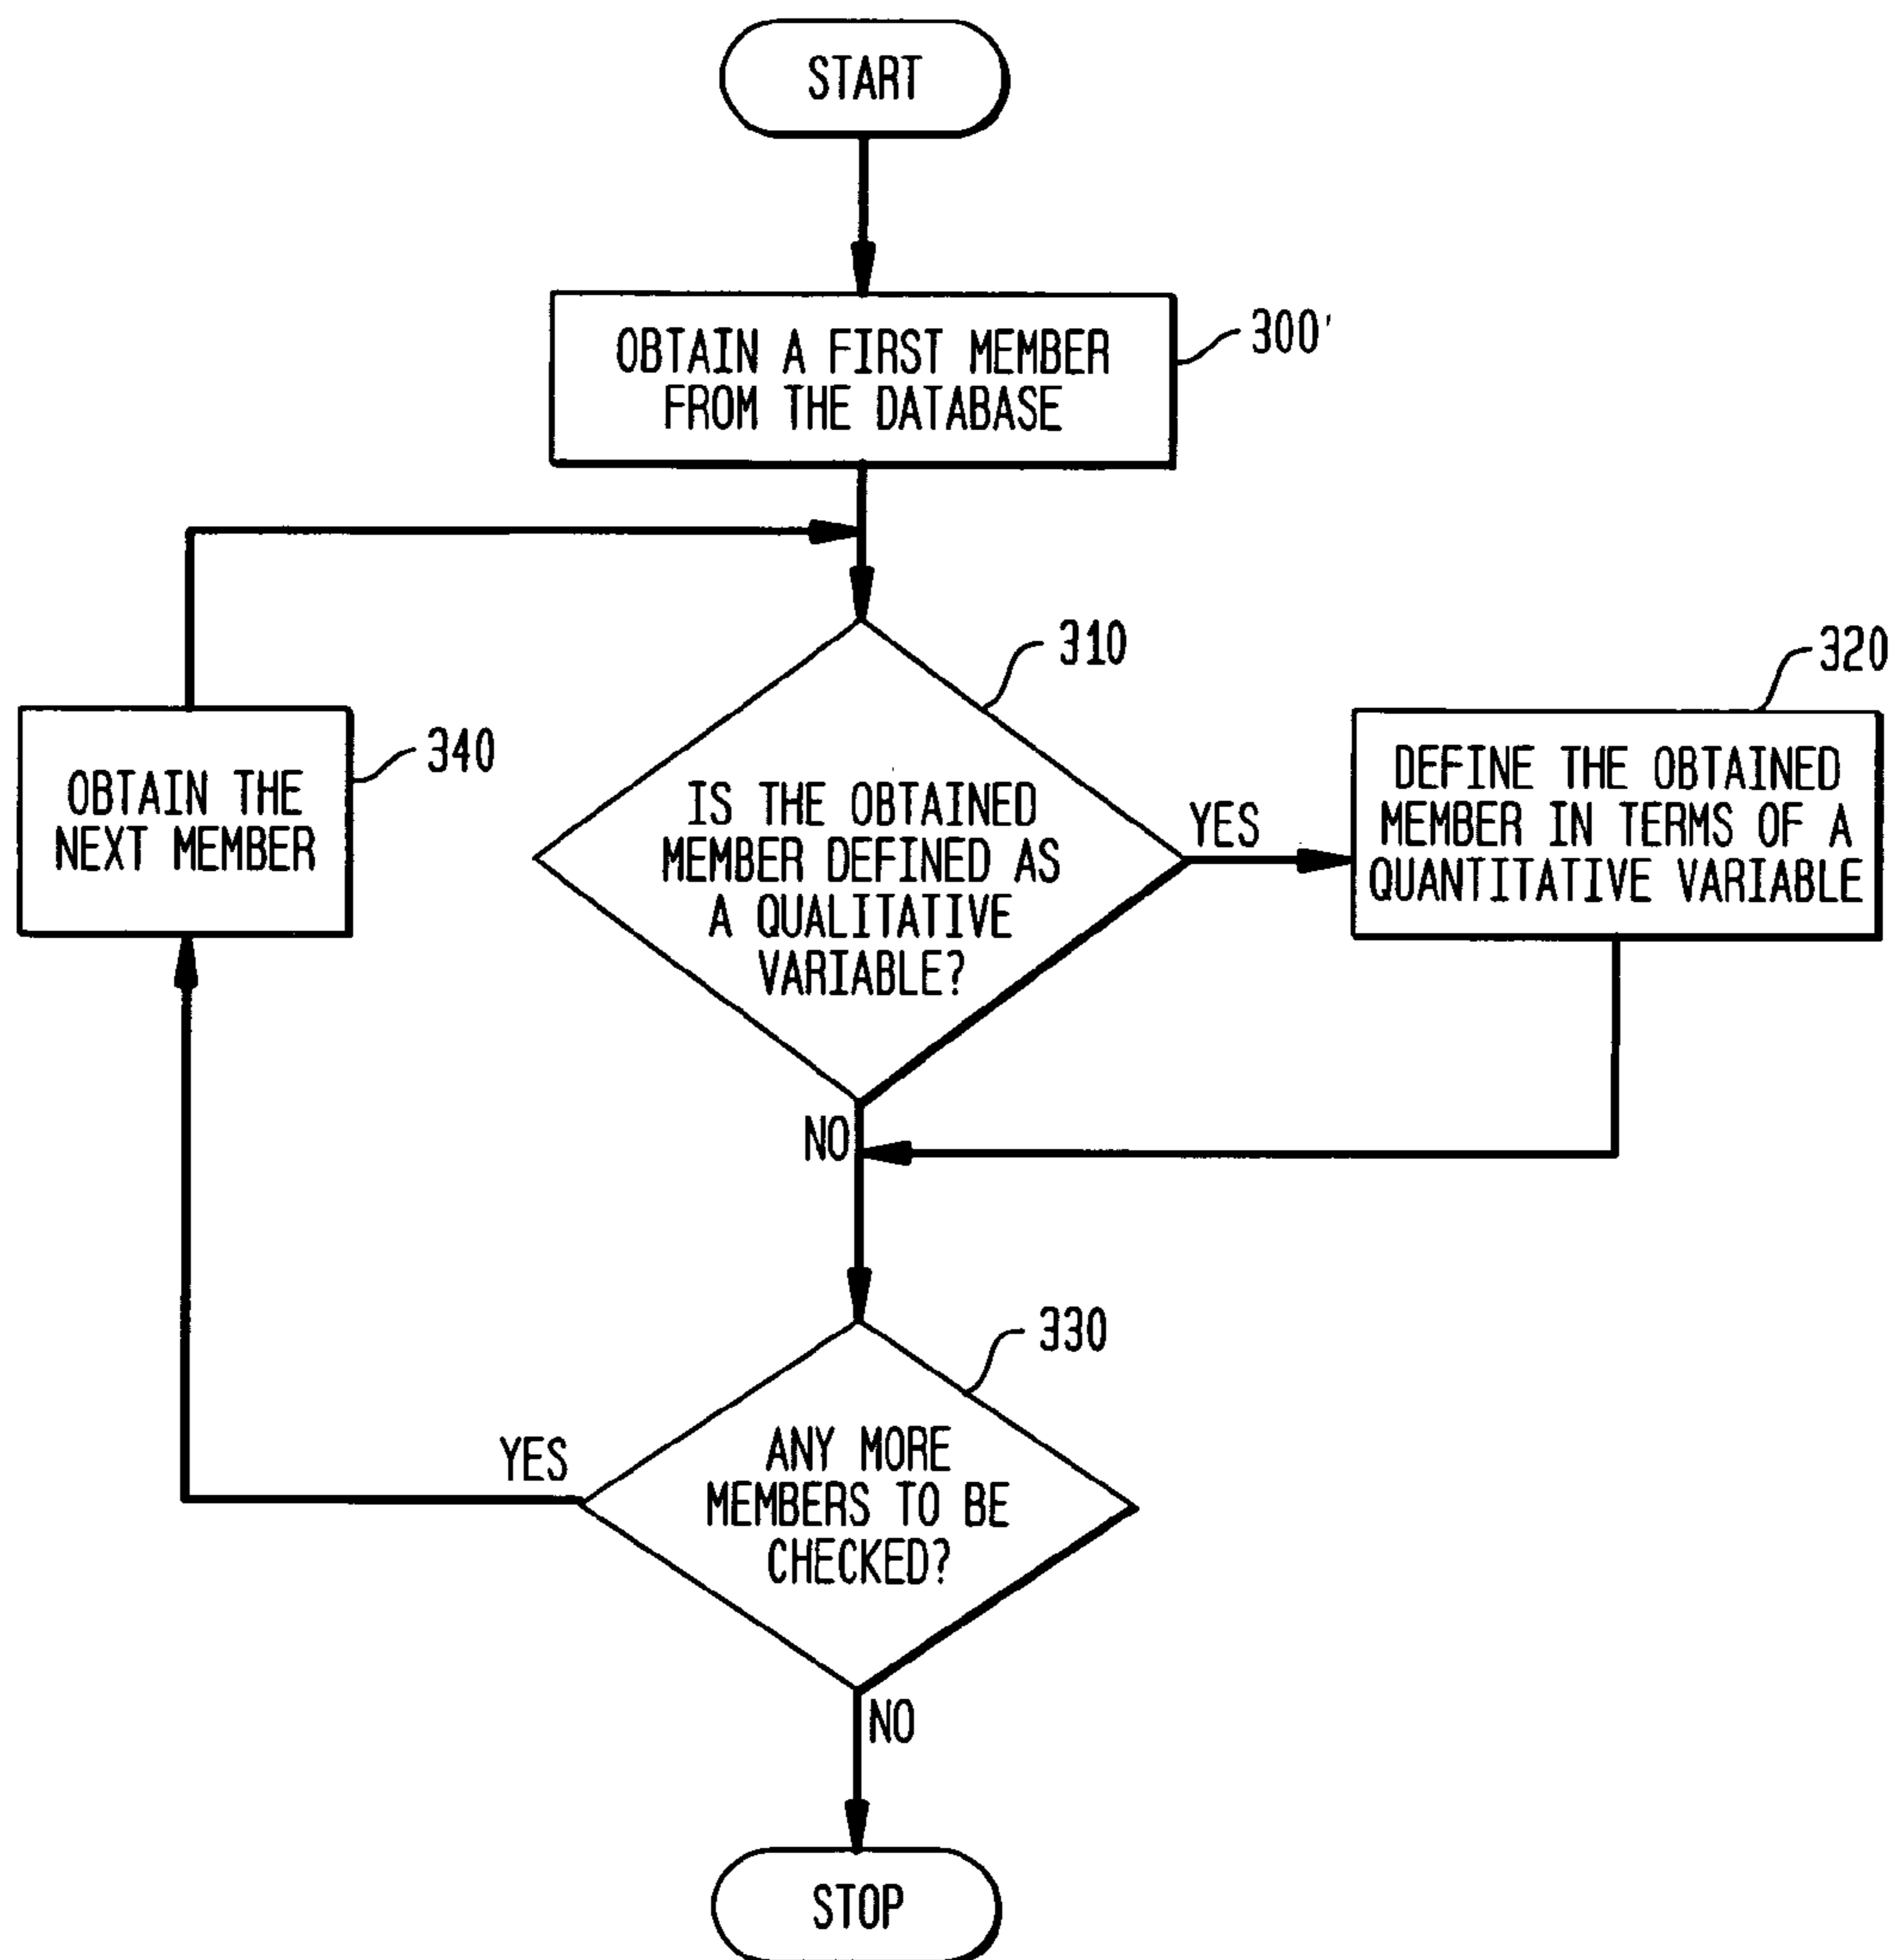 START
OBTAIN A FIRST MEMBER
FROM THE DATABASE
300'
310
320
340
OBTAIN THE
NEXT MEMBER
IS THE OBTAINED
MEMBER DEFINED AS
A QUALITATIVE
VARIABLE?
YES
DEFINE THE OBTAINED
MEMBER IN TERMS OF A
QUANTITATIVE VARIABLE
NO
330
YES
ANY MORE
MEMBERS TO BE
CHECKED?
NO
STOP